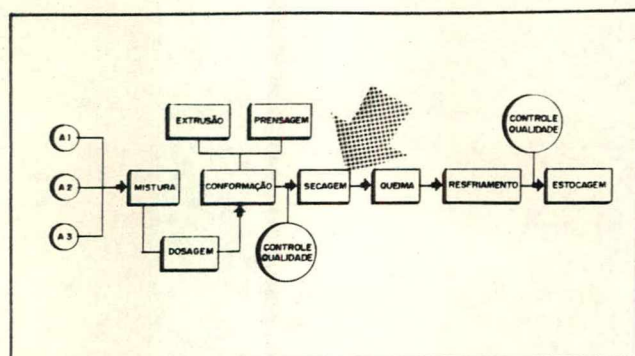 A1
A2
A3
MISTURA
DOSAGEM
EXTRUSÃO
PRENSAGEM
CONFORMAÇÃO
CONTROLE
QUALIDADE
SECAGEM
QUEIMA
RESFRIAMENTO
CONTROLE
QUALIDADE
ESTOCAGEM